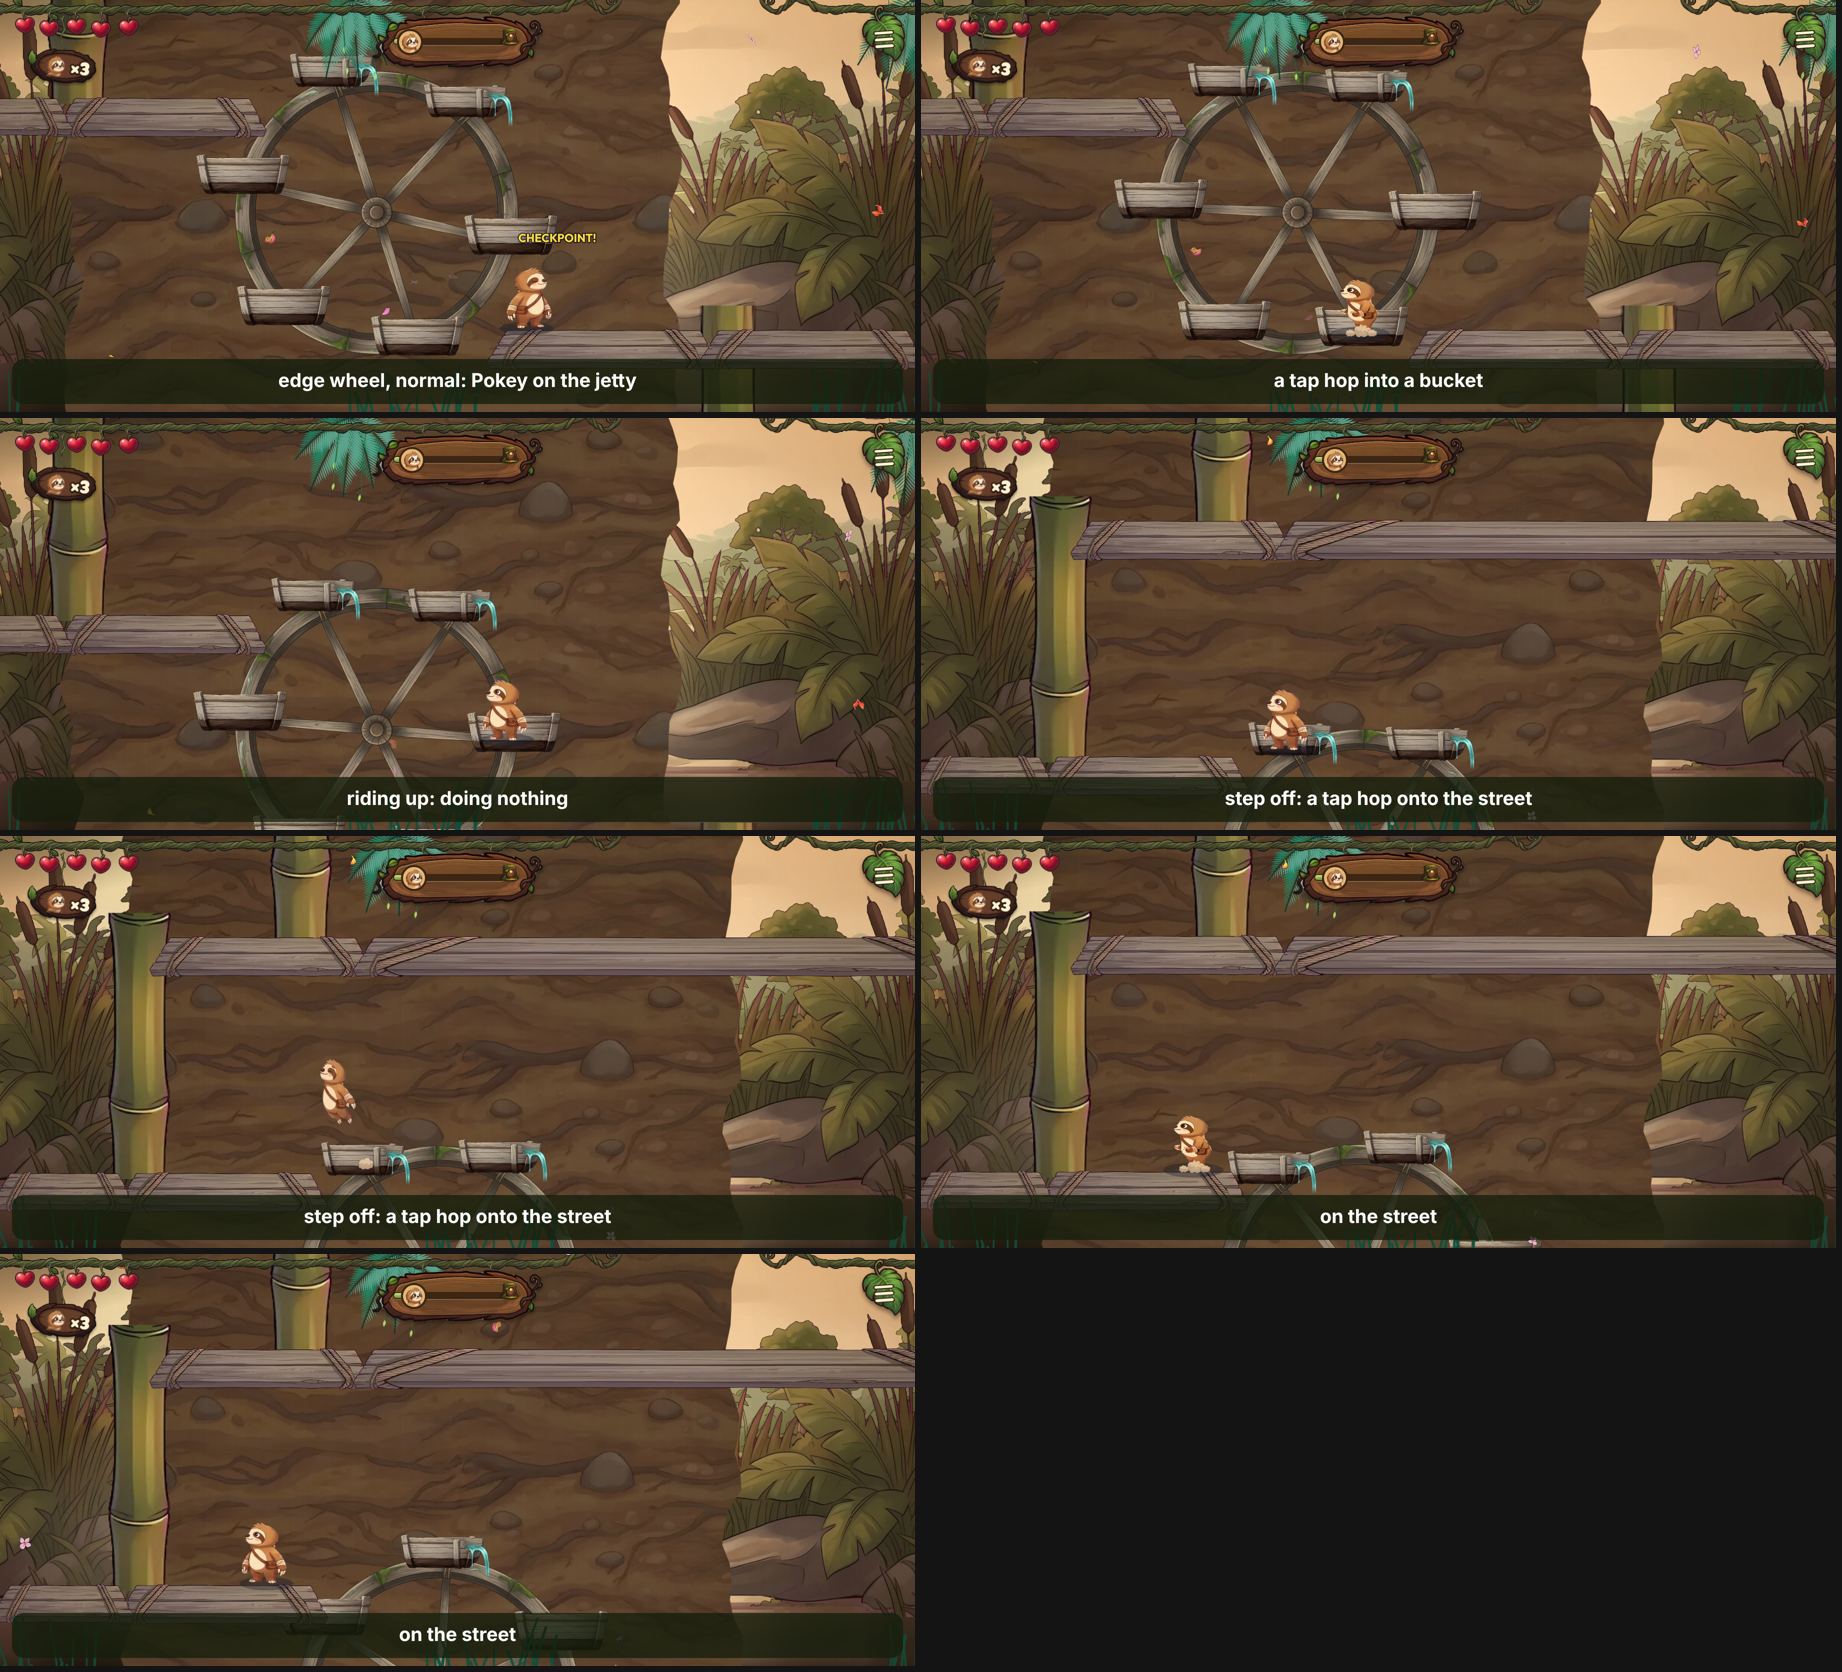 ×3
CHECKPOINT!
edge wheel, normal: Pokey on the jetty
×3
a tap hop into a bucket
×3
riding up: doing nothing
×3
step off: a tap hop onto the street
×3
step off: a tap hop onto the street
×3
on the street
×3
on the street